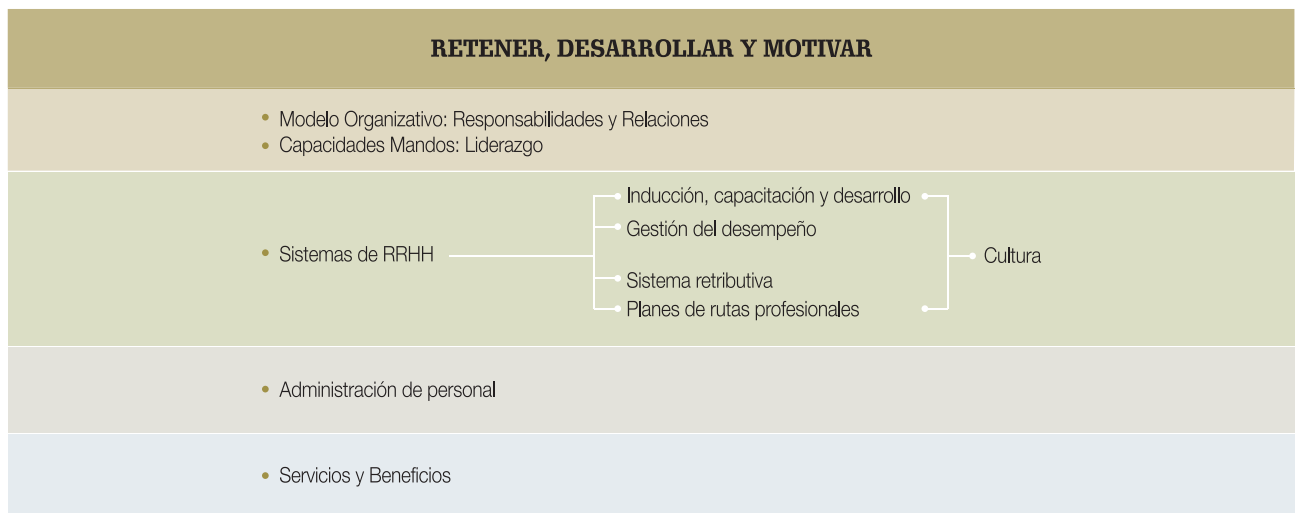 RETENER, DESARROLLAR Y MOTIVAR
• Modelo Organizativo: Responsabilidades y Relaciones
• Capacidades Mandos: Liderazgo
Inducción, capacitación y desarrollo
Gestión del desempeño
• Sistemas de RRHH
Cultura
Sistema retributiva
Planes de rutas profesionales
• Administración de personal
• Servicios y Beneficios